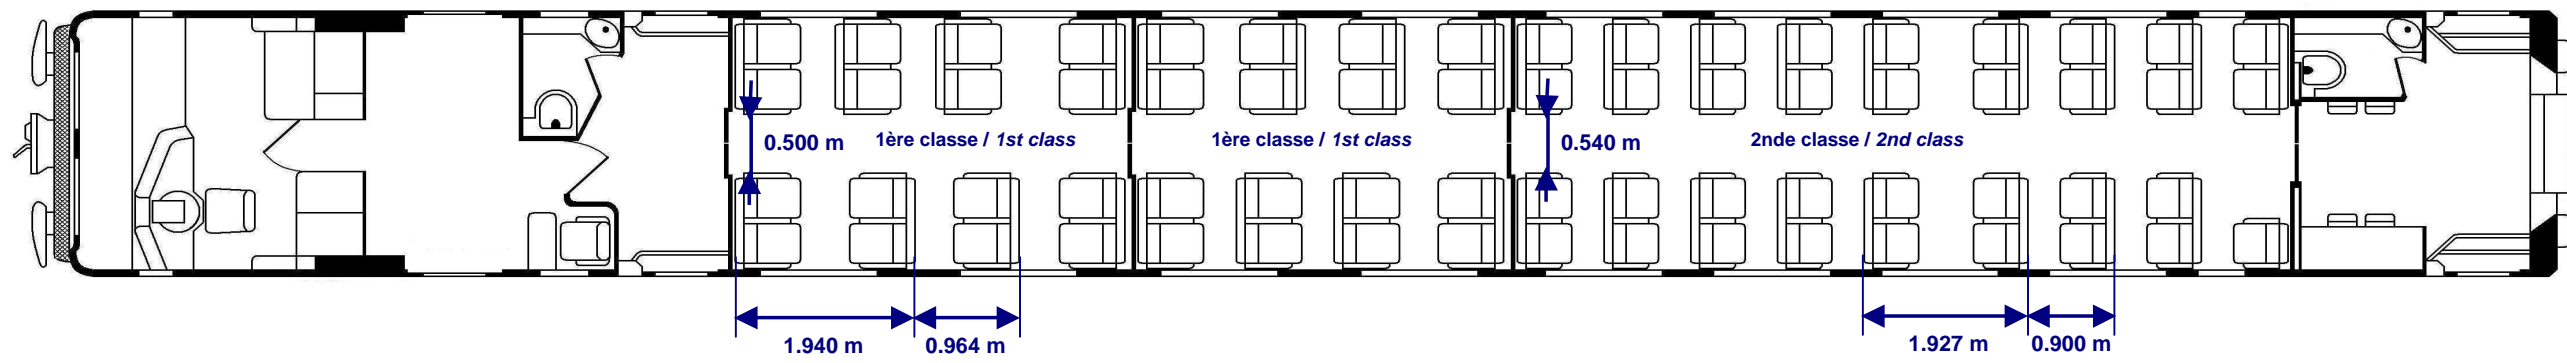 0.500 m
1ère classe / 1st class
1ère classe / 1st class
0.540 m
2nde classe / 2nd class
1.940 m
0.964 m
1.927 m
0.900 m